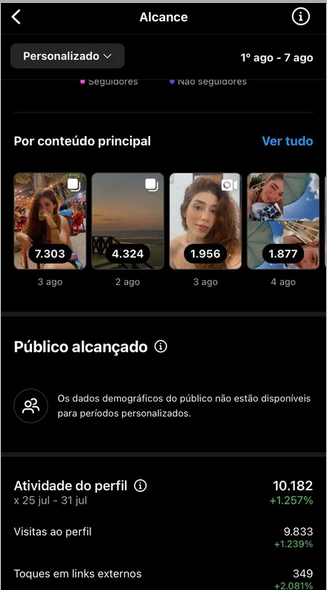 Alcance
Personalizado
1º ago - 7 ago
Seguidores
Não seguidores
Por conteúdo principal
Ver tudo
7.303
4.324
1.956
1.877
3 ago
2 ago
3 ago
4 ago
Público alcançado
Os dados demográficos do público não estão disponíveis
para períodos personalizados.
Atividade do perfil
10.182
x 25 jul - 31 jul
+1.257%
Visitas ao perfil
9.833
+1.239%
Toques em links externos
349
+2.081%